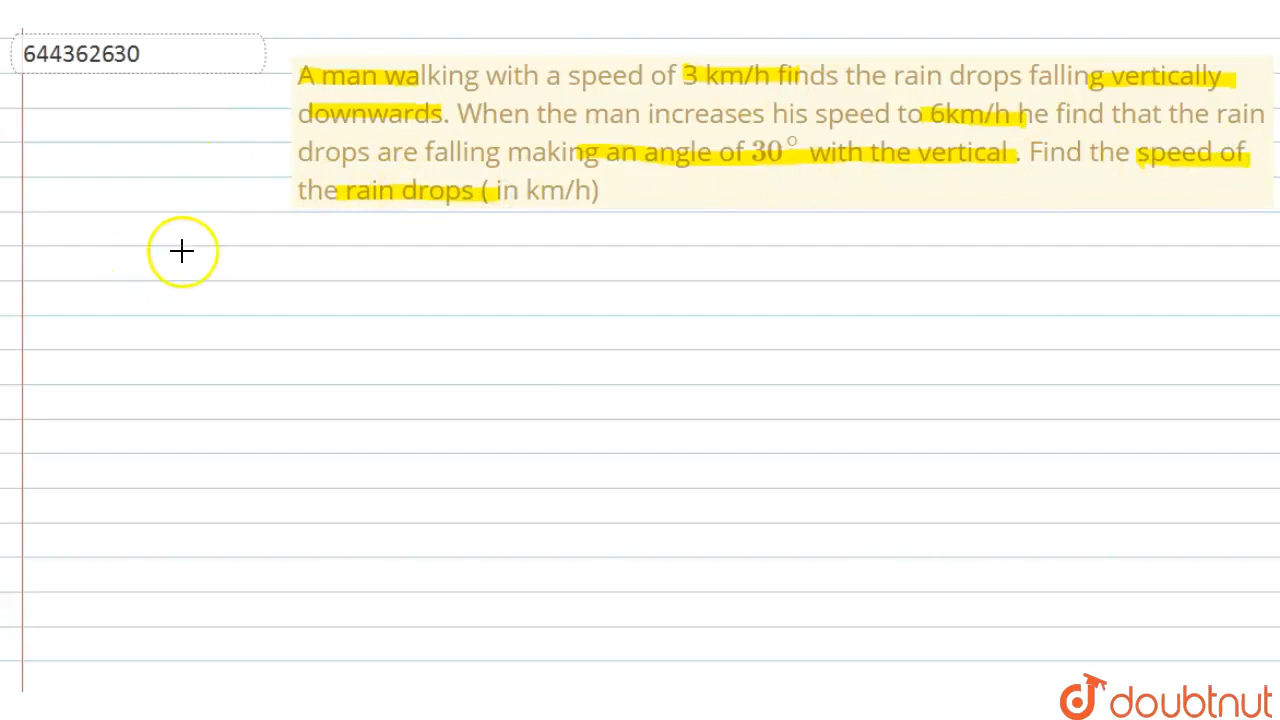 644362630
A man walking with a speed of 3 km/h finds the rain drops falling vertically
downwards. When the man increases his speed to 6km/h he find that the rain
drops are falling making an angle of 30° with the vertical . Find the speed of
the rain drops ( in km/h)
doubtnut